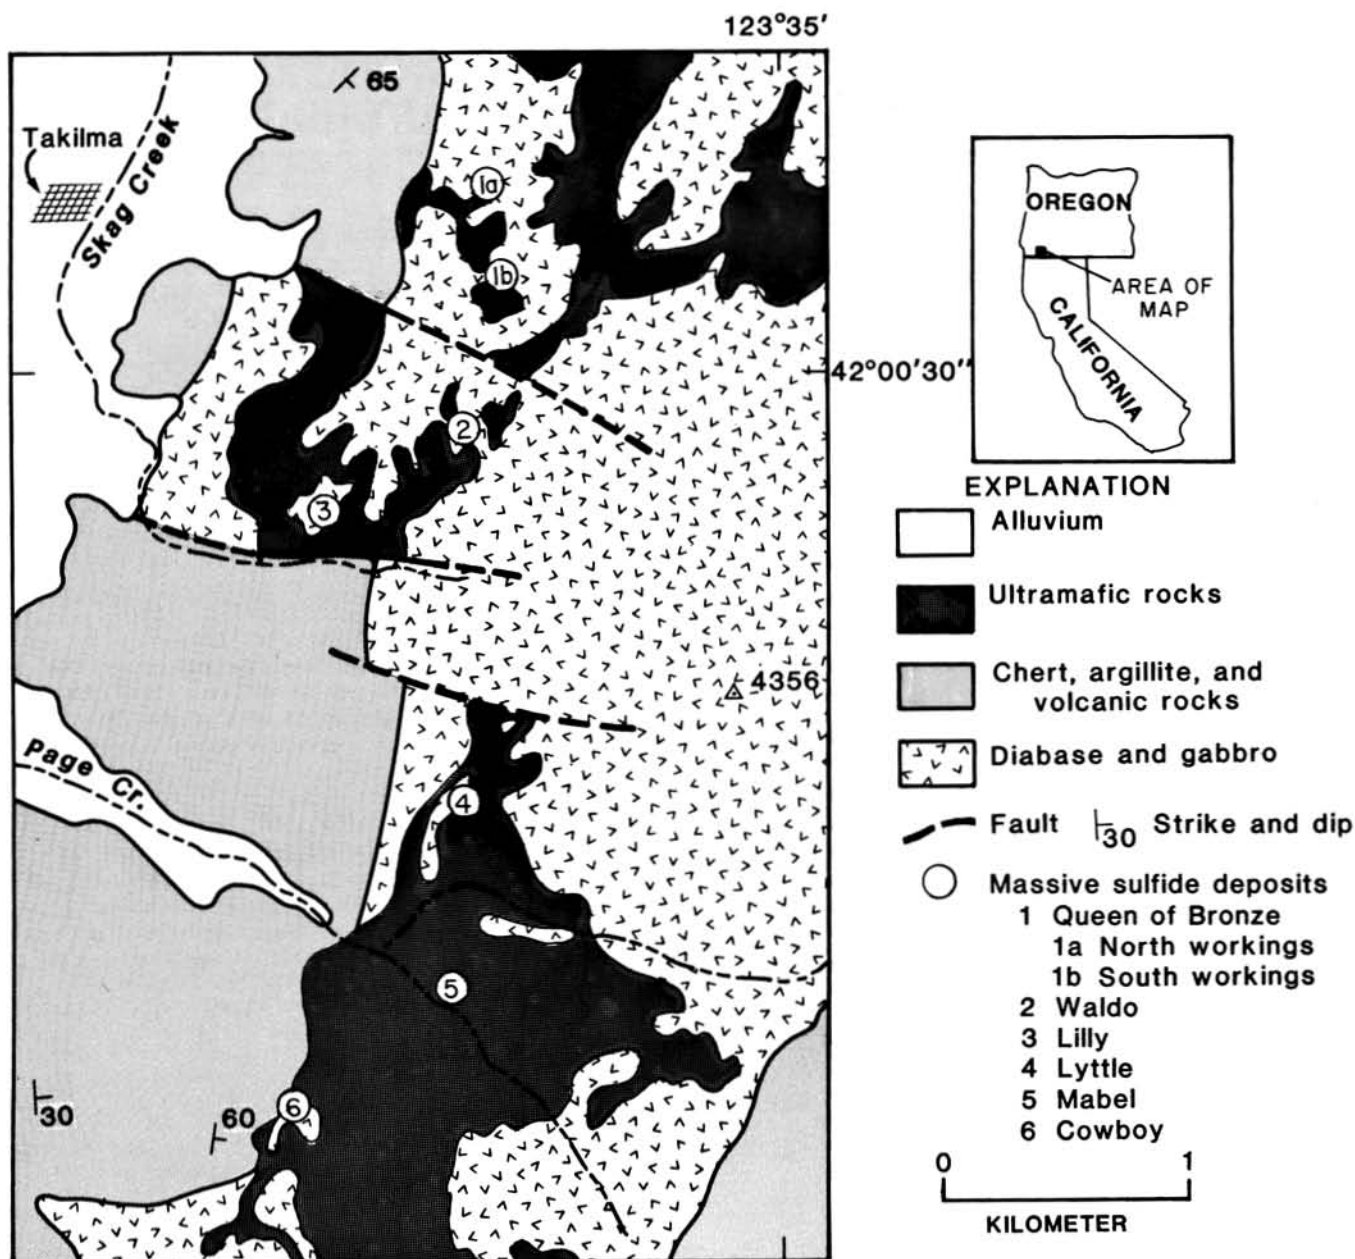 123°35'
65
Takilma
Skag Creek
1a
1b
42°00'30"
2
3
4356
Page Cr.
4
5
6
30
60
OREGON
AREA OF
MAP
CALIFORNIA
EXPLANATION
Alluvium
Ultramafic rocks
Chert, argillite, and
volcanic rocks
Diabase and gabbro
Fault 30 Strike and dip
Massive sulfide deposits
1 Queen of Bronze
1a North workings
1b South workings
2 Waldo
3 Lilly
4 Lyttle
5 Mabel
6 Cowboy
0 1
KILOMETER